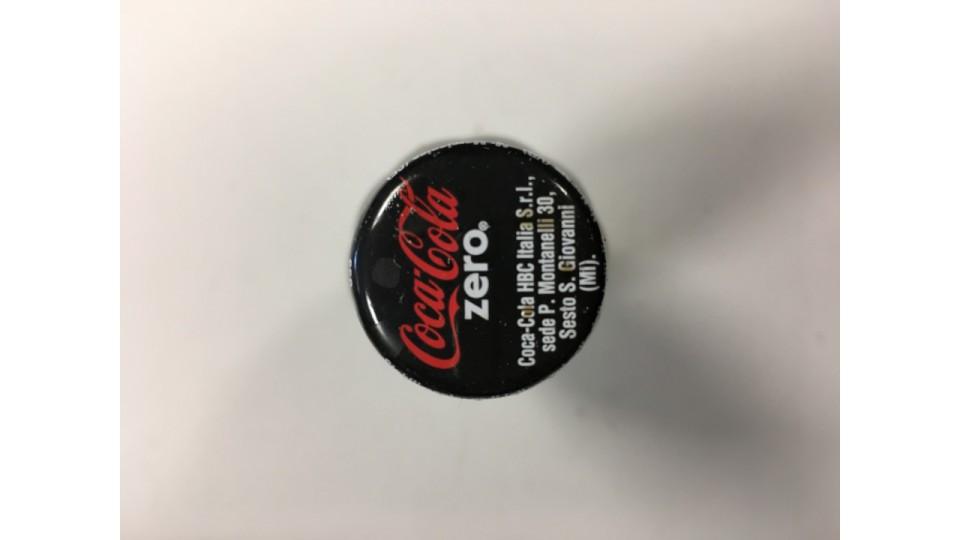 Coca-Cola
zero®
Coca-Cola HBC Italia S.r.l.,
sede P. Montanelli 30,
Sesto S. Giovanni
(MI).